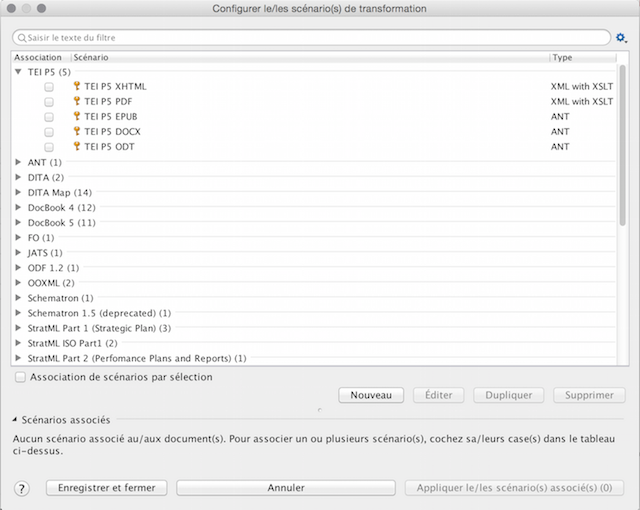 Configurer le/les scénario(s) de transformation
Saisir le texte du filtre
Association Scénario Type
TEI P5 (5)
TEI P5 XHTML XML with XSLT
TEI P5 PDF XML with XSLT
TEI P5 EPUB ANT
TEI P5 DOCX ANT
TEI P5 ODT ANT
ANT (1)
DITA (2)
DITA Map (14)
DocBook 4 (12)
DocBook 5 (11)
FO (1)
JATS (1)
ODF 1.2 (1)
OOXML (2)
Schematron (1)
Schematron 1.5 (deprecated) (1)
StratML Part 1 (Strategic Plan) (3)
StratML ISO Part1 (2)
StratML Part 2 (Perfomance Plans and Reports) (1)
Association de scénarios par sélection
Nouveau Éditer Dupliquer Supprimer
Scénarios associés
Aucun scénario associé au/aux document(s). Pour associer un ou plusieurs scénario(s), cochez sa/leurs case(s) dans le tableau
ci-dessus.
? Enregistrer et fermer Annuler Appliquer le/les scénario(s) associé(s) (0)